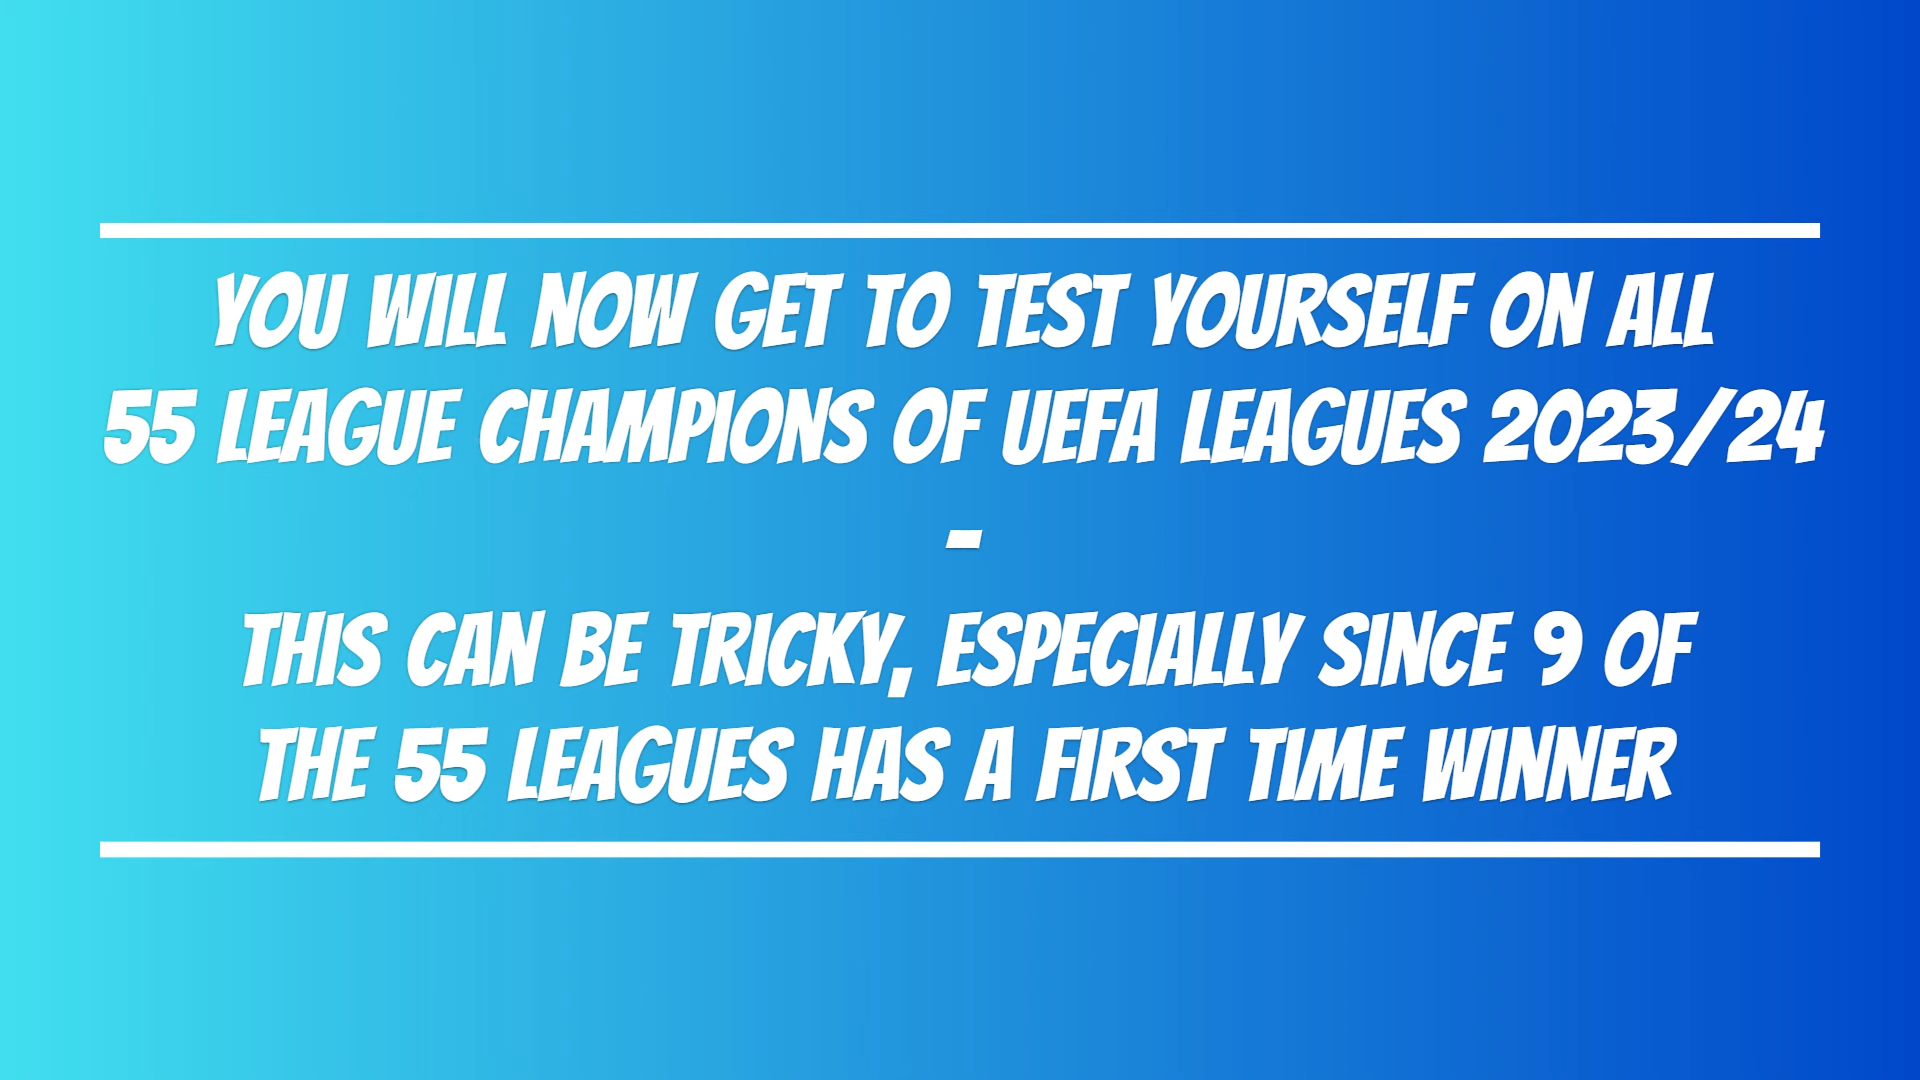 YOU WILL NOW GET TO TEST YOURSELF ON ALL
55 LEAGUE CHAMPIONS OF UEFA LEAGUES 2023/24
-
THIS CAN BE TRICKY, ESPECIALLY SINCE 9 OF
THE 55 LEAGUES HAS A FIRST TIME WINNER